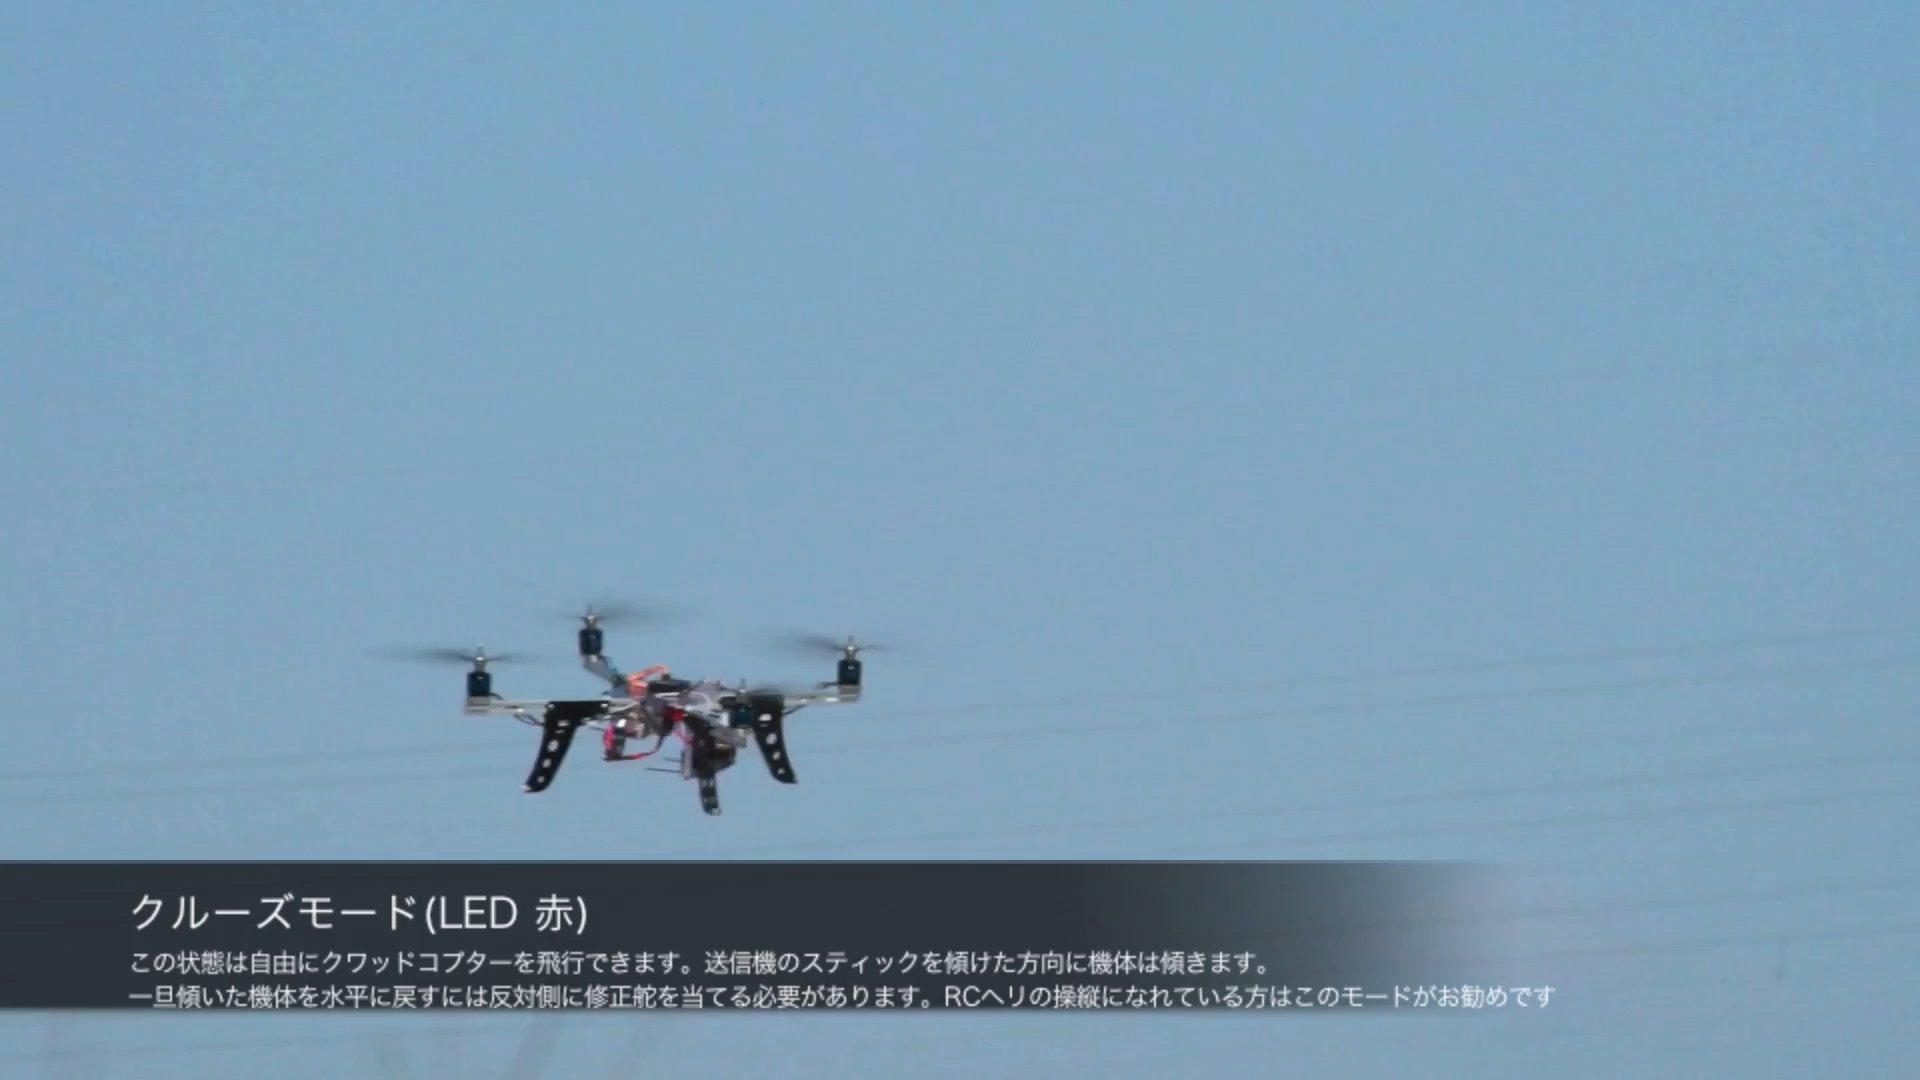 クルーズモード(LED 赤)
この状態は自由にクワッドコプターを飛行できます。送信機のスティックを傾けた方向に機体は傾きます。
一旦傾いた機体を水平に戻すには反対側に修正舵を当てる必要があります。RCヘリの操縦になれている方はこのモードがお勧めです